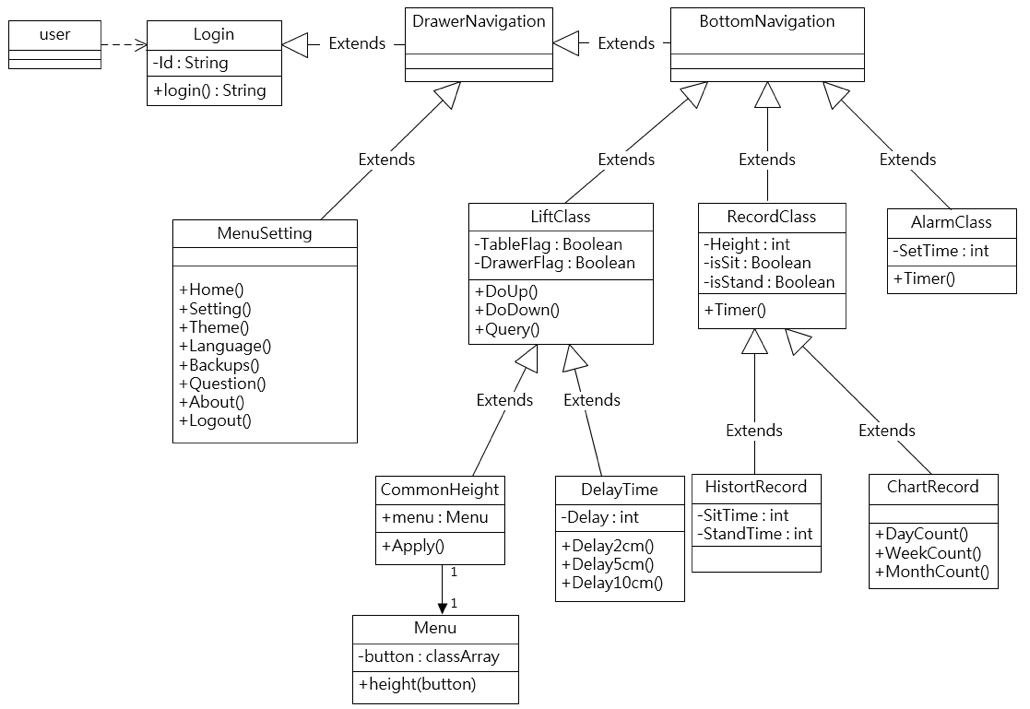 user
Login
-Id : String
+login() : String
Extends
DrawerNavigation
Extends
BottomNavigation
Extends
Extends
Extends
Extends
MenuSetting
+Home()
+Setting()
+Theme()
+Language()
+Backups()
+Question()
+About()
+Logout()
LiftClass
-TableFlag : Boolean
-DrawerFlag : Boolean
+DoUp()
+DoDown()
+Query()
RecordClass
-Height : int
-isSit : Boolean
-isStand : Boolean
+Timer()
AlarmClass
-SetTime : int
+Timer()
Extends
Extends
Extends
Extends
CommonHeight
+menu : Menu
+Apply()
DelayTime
-Delay : int
+Delay2cm()
+Delay5cm()
+Delay10cm()
HistortRecord
-SitTime : int
-StandTime : int
ChartRecord
+DayCount()
+WeekCount()
+MonthCount()
1
1
Menu
-button : classArray
+height(button)